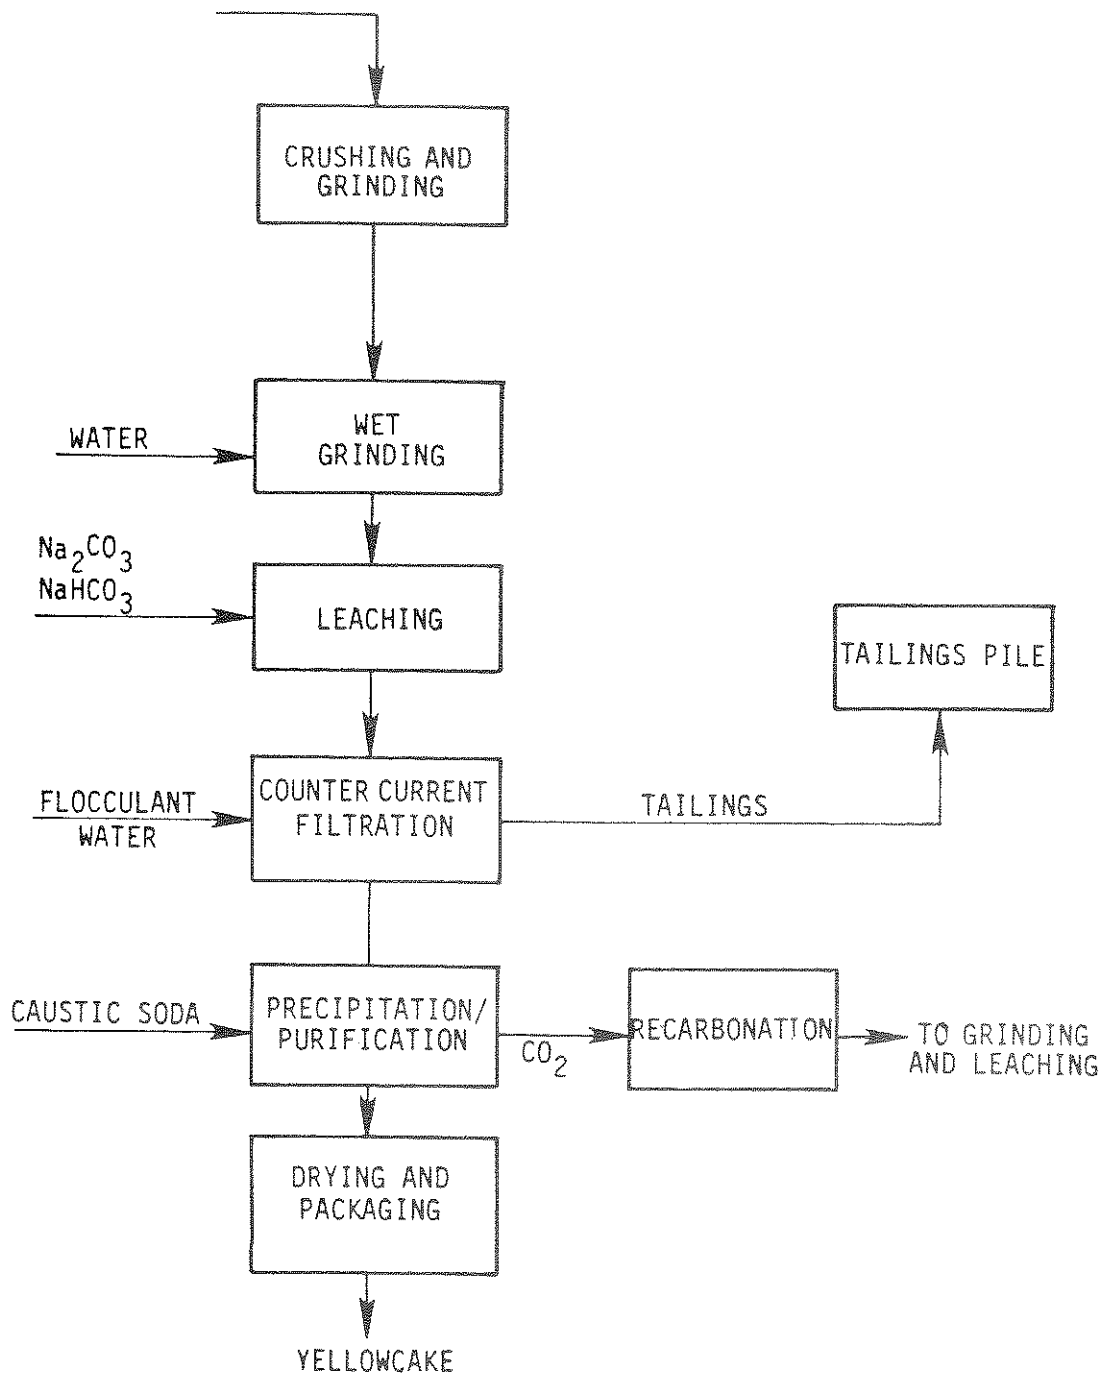 CRUSHING AND
GRINDING
WATER
WET
GRINDING
Na2CO3
NaHCO3
LEACHING
TAILINGS PILE
FLOCCULANT
WATER
COUNTER CURRENT
FILTRATION
TAILINGS
CAUSTIC SODA
PRECIPITATION/
PURIFICATION
CO2
RECARBONATION
TO GRINDING
AND LEACHING
DRYING AND
PACKAGING
YELLOWCAKE